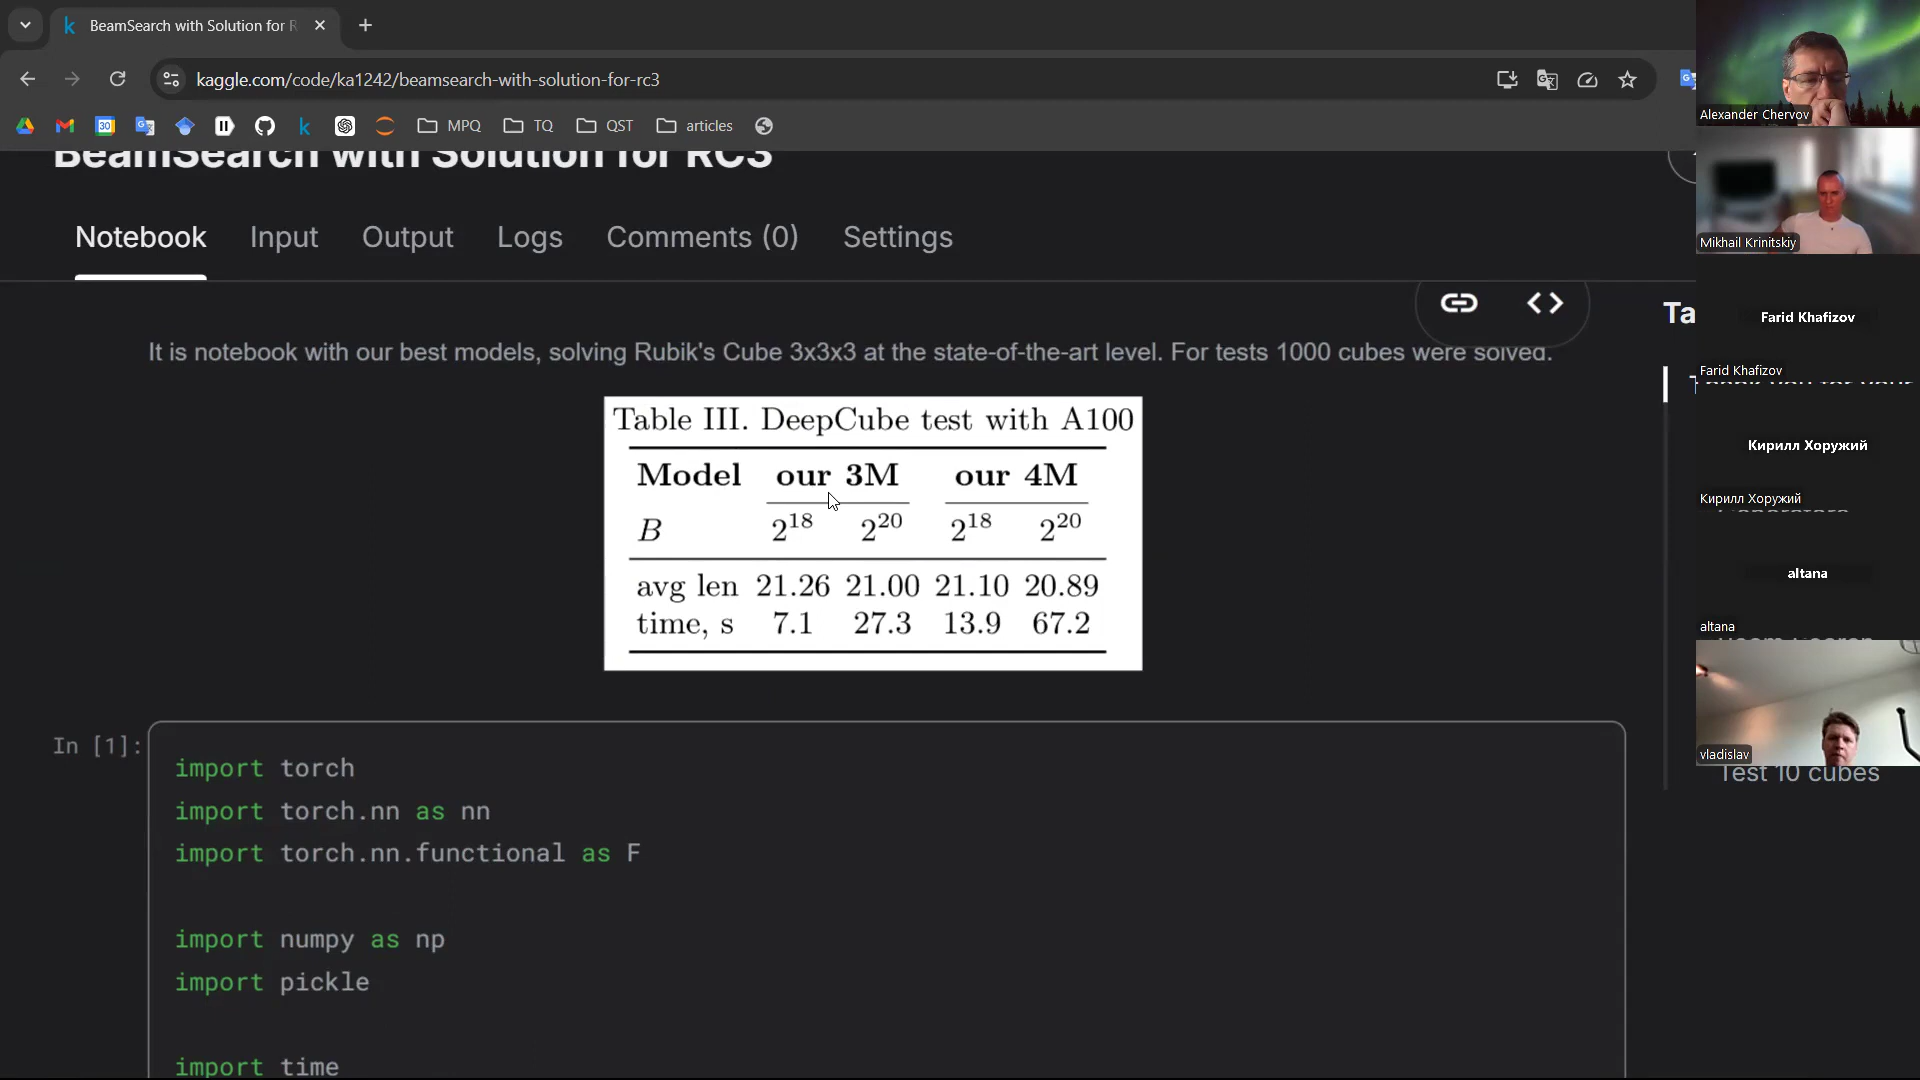 BeamSearch with Solution for R
kaggle.com/code/ka1242/beamsearch-with-solution-for-rc3
MPQ
TQ
QST
articles
BeamSearch with Solution for RC3
Notebook
Input
Output
Logs
Comments (0)
Settings
It is notebook with our best models, solving Rubik's Cube 3x3x3 at the state-of-the-art level. For tests 1000 cubes were solved.
Table III. DeepCube test with A100
Model our 3M our 4M
B 2^18 2^20 2^18 2^20
avg len 21.26 21.00 21.10 20.89
time, s 7.1 27.3 13.9 67.2
In [1]:
import torch
import torch.nn as nn
import torch.nn.functional as F
import numpy as np
import pickle
import time
Ta
Test 10 cubes
Alexander Chervov
Mikhail Krinitskiy
Farid Khafizov
Farid Khafizov
Кирилл Хоружий
Кирилл Хоружий
altana
altana
vladislav